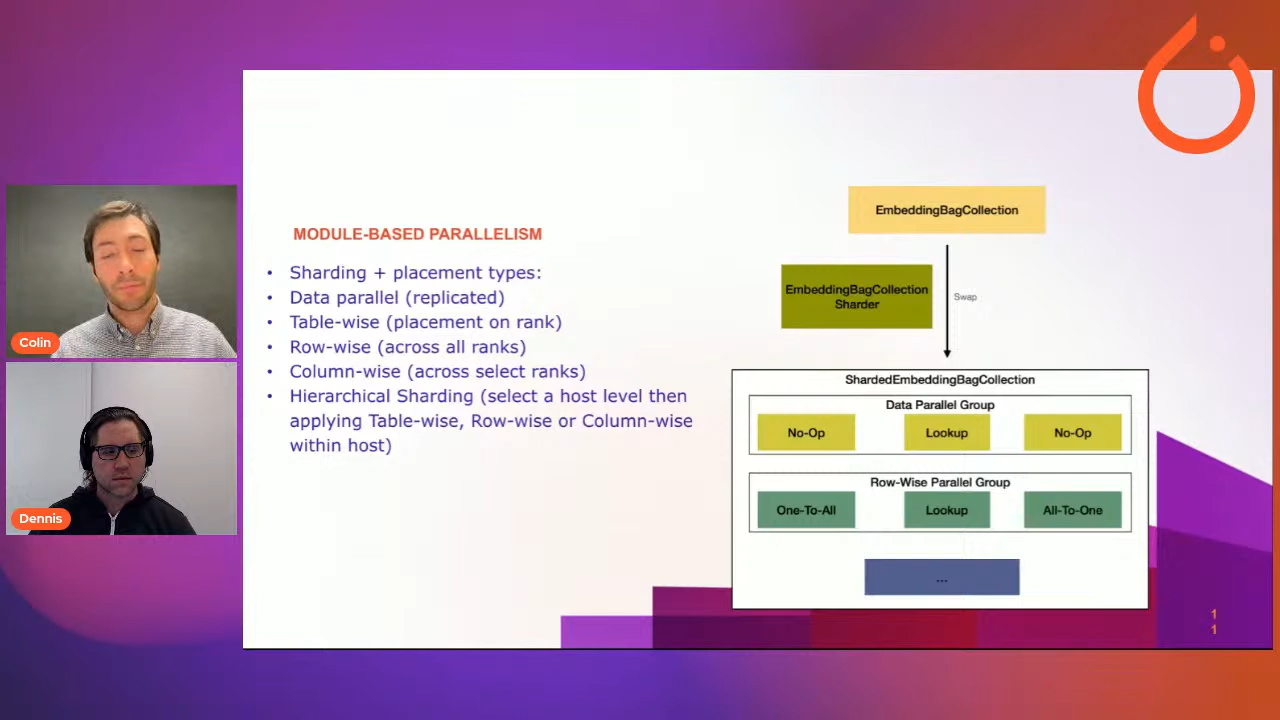 Colin
Dennis
MODULE-BASED PARALLELISM
• Sharding + placement types:
• Data parallel (replicated)
• Table-wise (placement on rank)
• Row-wise (across all ranks)
• Column-wise (across select ranks)
• Hierarchical Sharding (select a host level then
applying Table-wise, Row-wise or Column-wise
within host)
EmbeddingBagCollection
EmbeddingBagCollection
Sharder
Swap
ShardedEmbeddingBagCollection
Data Parallel Group
No-Op Lookup No-Op
Row-Wise Parallel Group
One-To-All Lookup All-To-One
...
1
1